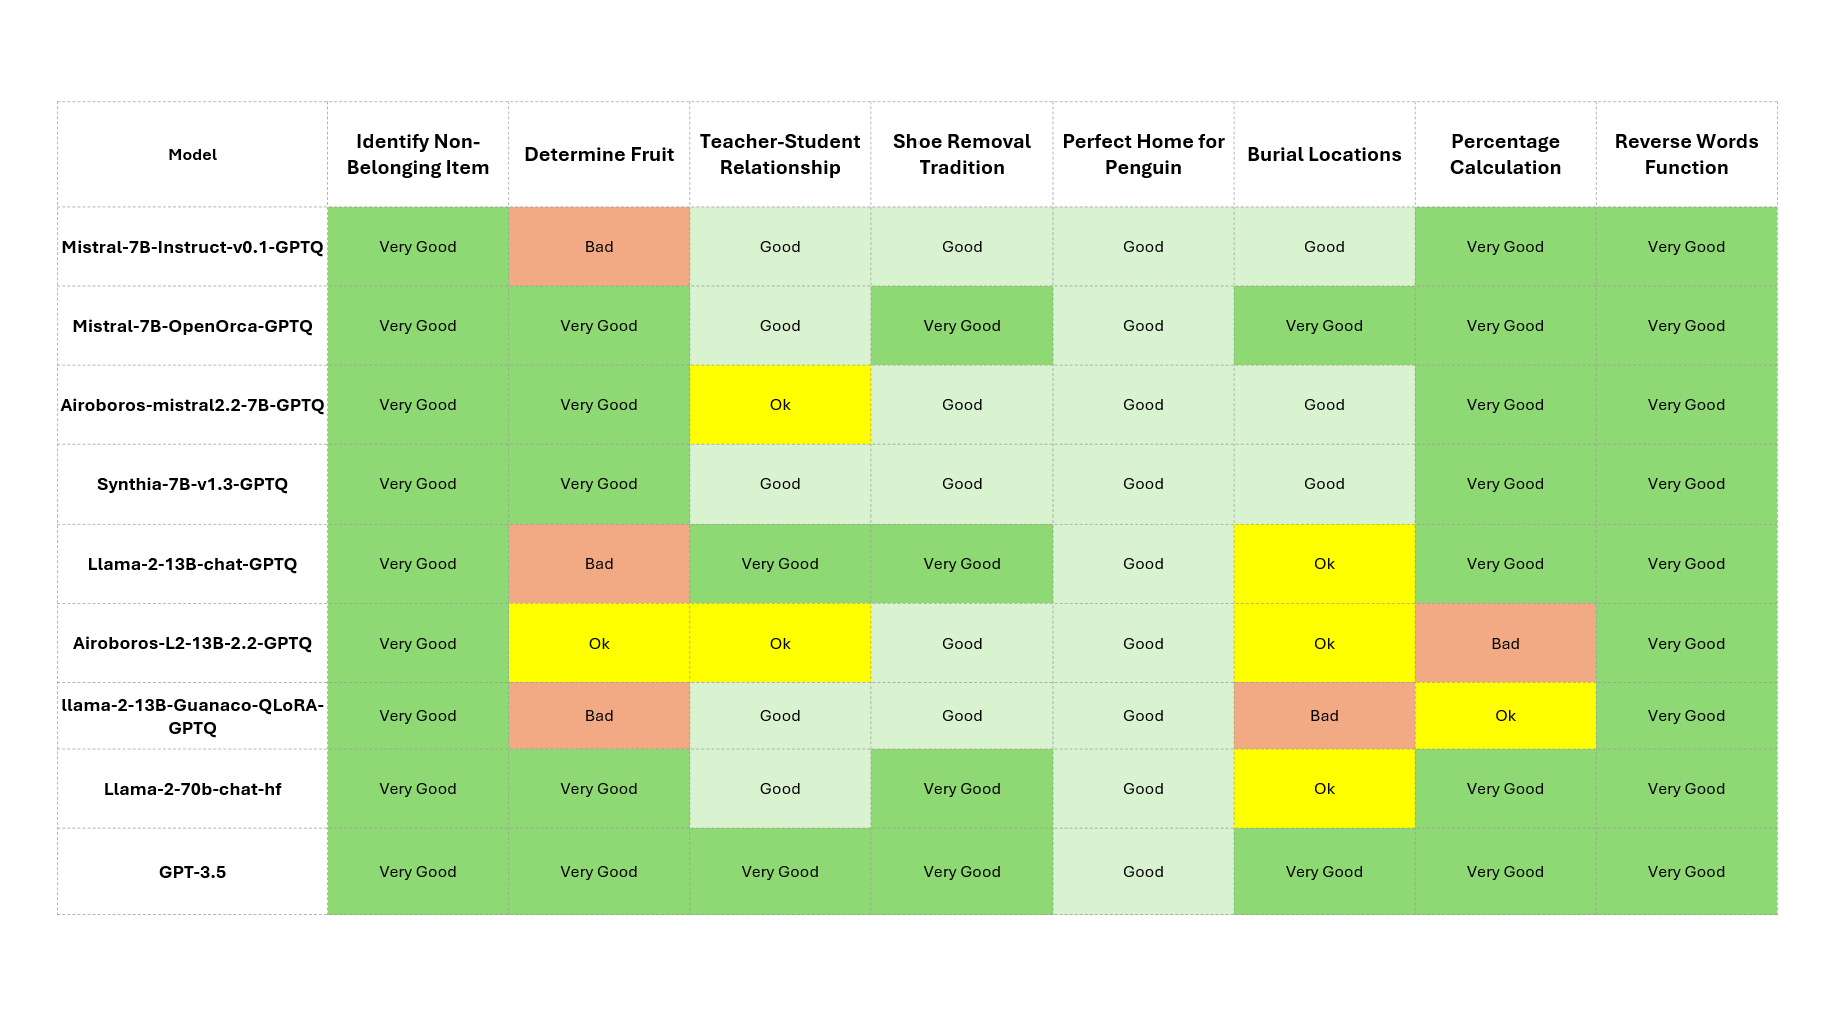 Model
Identify Non-
Belonging Item
Determine Fruit
Teacher-Student
Relationship
Shoe Removal
Tradition
Perfect Home for
Penguin
Burial Locations
Percentage
Calculation
Reverse Words
Function
Mistral-7B-Instruct-v0.1-GPTQ
Very Good
Bad
Good
Good
Good
Good
Very Good
Very Good
Mistral-7B-OpenOrca-GPTQ
Very Good
Very Good
Good
Very Good
Good
Very Good
Very Good
Very Good
Airoboros-mistral2.2-7B-GPTQ
Very Good
Very Good
Ok
Good
Good
Good
Very Good
Very Good
Synthia-7B-v1.3-GPTQ
Very Good
Very Good
Good
Good
Good
Good
Very Good
Very Good
Llama-2-13B-chat-GPTQ
Very Good
Bad
Very Good
Very Good
Good
Ok
Very Good
Very Good
Airoboros-L2-13B-2.2-GPTQ
Very Good
Ok
Ok
Good
Good
Ok
Bad
Very Good
llama-2-13B-Guanaco-QLoRA-
GPTQ
Very Good
Bad
Good
Good
Good
Bad
Ok
Very Good
Llama-2-70b-chat-hf
Very Good
Very Good
Good
Very Good
Good
Ok
Very Good
Very Good
GPT-3.5
Very Good
Very Good
Very Good
Very Good
Good
Very Good
Very Good
Very Good